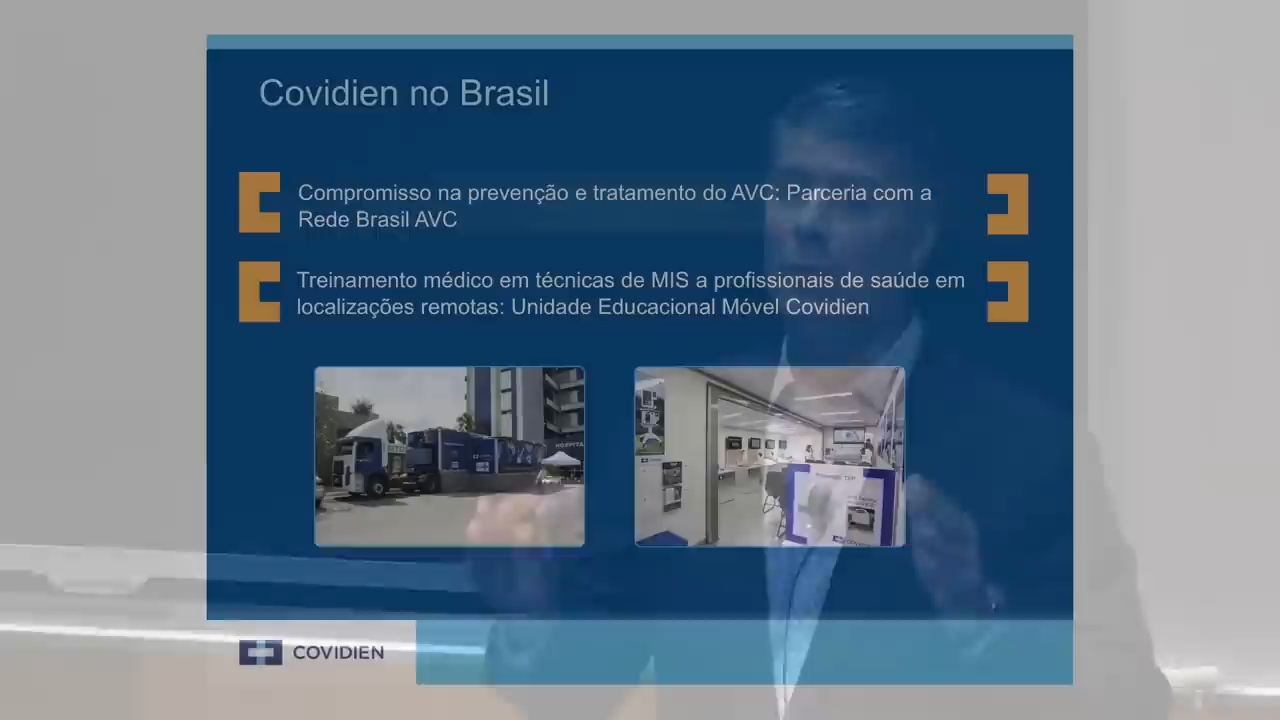 Covidien no Brasil
Compromisso na prevenção e tratamento do AVC: Parceria com a
Rede Brasil AVC
Treinamento médico em técnicas de MIS a profissionais de saúde em
localizações remotas: Unidade Educacional Móvel Covidien
HOSPITA
COVIDIEN